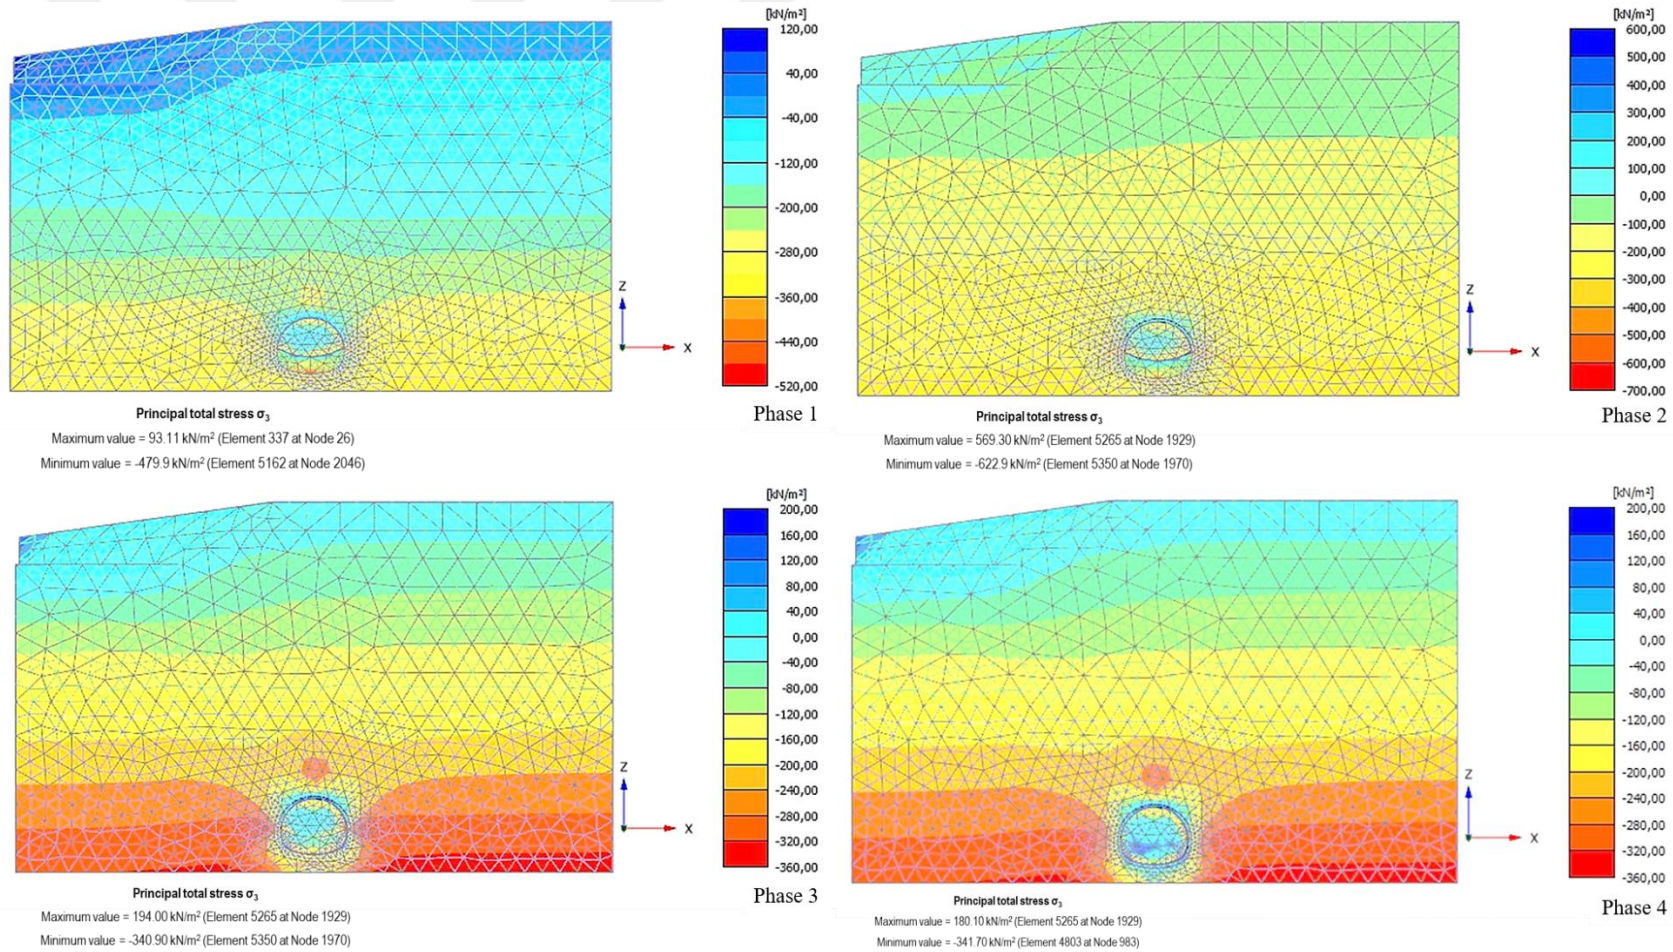 [kN/m²]
120,00
40,00
-40,00
-120,00
-200,00
-280,00
-360,00
-440,00
-520,00
Z
X
Principal total stress σ₃
Phase 1
Maximum value = 93.11 kN/m² (Element 337 at Node 26)
Minimum value = -479.9 kN/m² (Element 5162 at Node 2046)
[kN/m²]
600,00
500,00
400,00
300,00
200,00
100,00
0,00
-100,00
-200,00
-300,00
-400,00
-500,00
-600,00
-700,00
Z
X
Principal total stress σ₃
Phase 2
Maximum value = 569.30 kN/m² (Element 5265 at Node 1929)
Minimum value = -622.9 kN/m² (Element 5350 at Node 1970)
[kN/m²]
200,00
160,00
120,00
80,00
40,00
0,00
-40,00
-80,00
-120,00
-160,00
-200,00
-240,00
-280,00
-320,00
-360,00
Z
X
Principal total stress σ₃
Phase 3
Maximum value = 194.00 kN/m² (Element 5265 at Node 1929)
Minimum value = -340.90 kN/m² (Element 5350 at Node 1970)
[kN/m²]
200,00
160,00
120,00
80,00
40,00
0,00
-40,00
-80,00
-120,00
-160,00
-200,00
-240,00
-280,00
-320,00
-360,00
Z
X
Principal total stress σ₃
Phase 4
Maximum value = 180.10 kN/m² (Element 5265 at Node 1929)
Minimum value = -341.70 kN/m² (Element 4803 at Node 983)